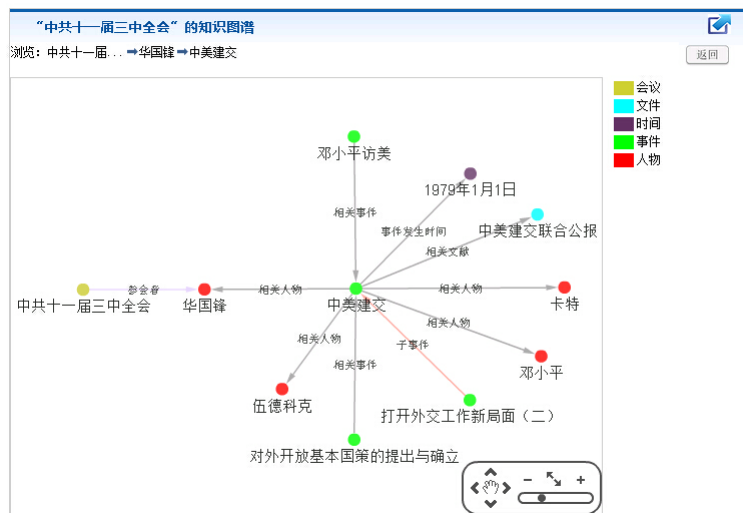 “中共十一届三中全会”的知识图谱
浏览：中共十一届... ➡华国锋➡中美建交
返回
会议
文件
时间
事件
人物
邓小平访美
1979年1月1日
相关事件
事件发生时间
中美建交联合公报
相关文献
参会者
相关人物
相关人物
中共十一届三中全会
华国锋
中美建交
卡特
相关人物
相关人物
子事件
相关事件
邓小平
伍德科克
打开外交工作新局面（二）
对外开放基本国策的提出与确立